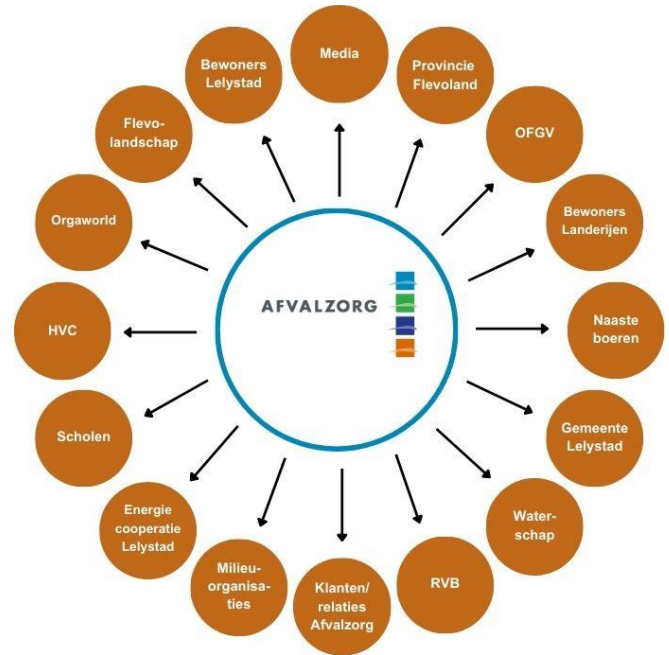 Media
Provincie
Flevoland
OFGV
Bewoners
Landerijen
Naaste
boeren
Gemeente
Lelystad
Water-
schap
RVB
Klanten/
relaties
Afvalzorg
Milieu-
organisa-
ties
Energie
cooperatie
Lelystad
Scholen
HVC
Orgaworld
Flevo-
landschap
Bewoners
Lelystad
AFVALZORG